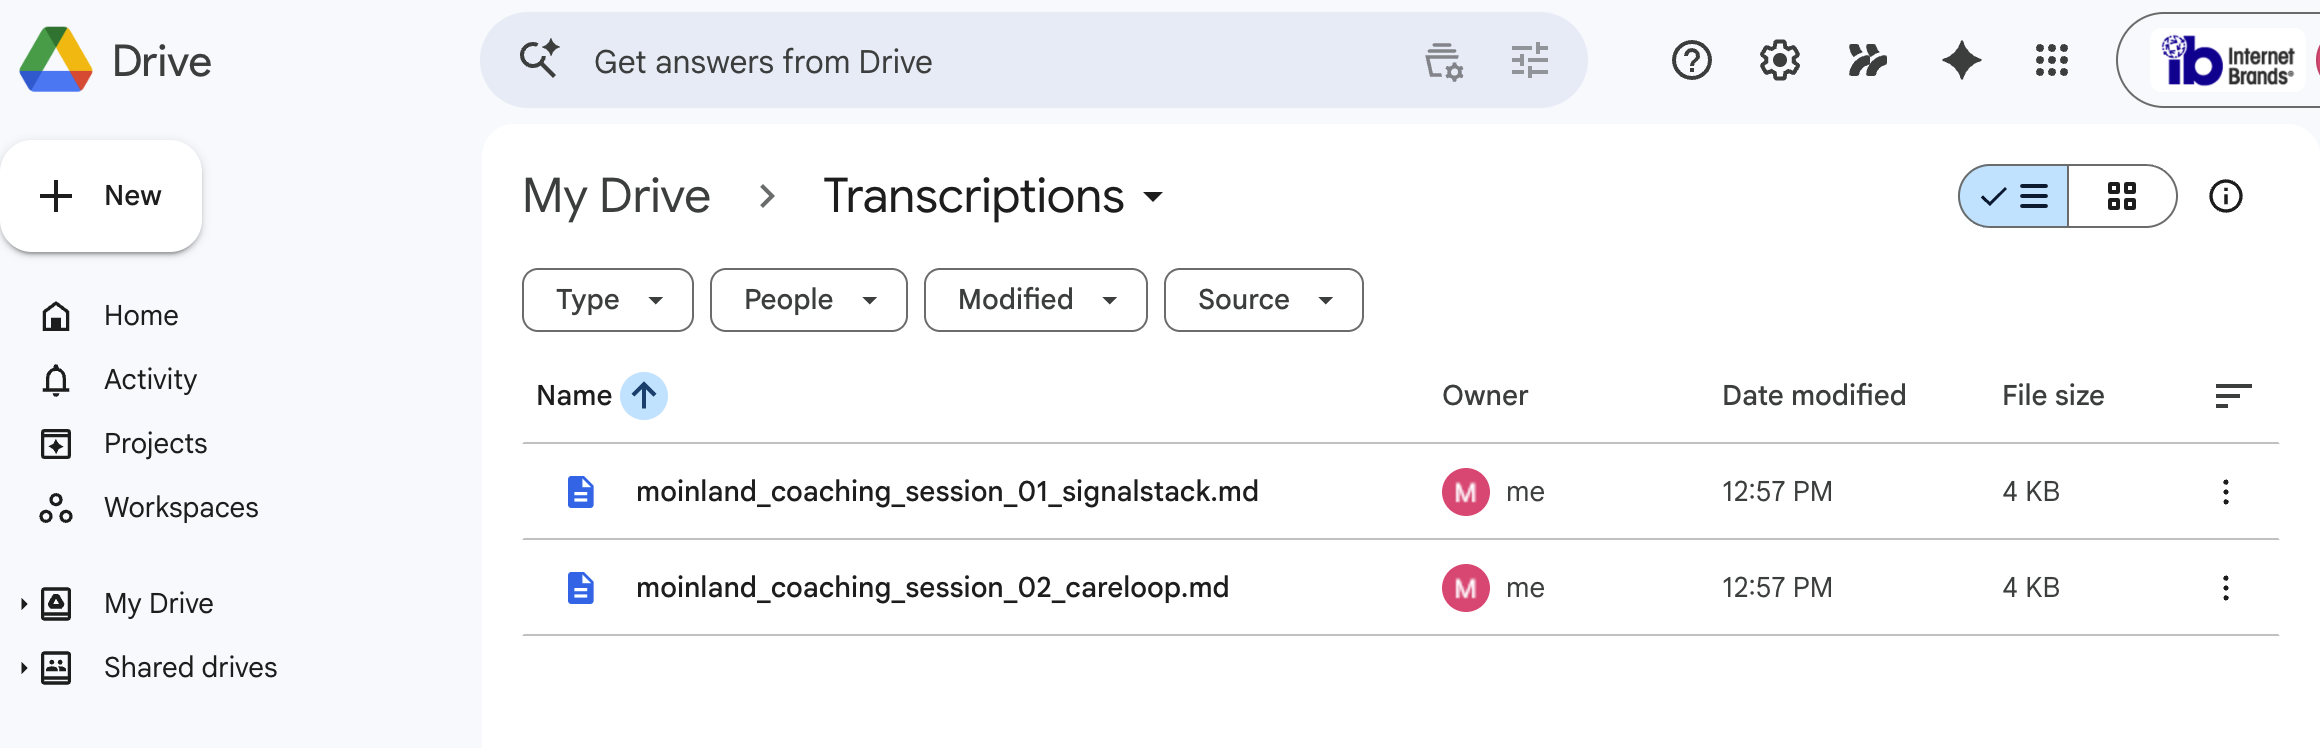 Drive
Get answers from Drive
ib Internet Brands®
New
Home
Activity
Projects
Workspaces
My Drive
Shared drives
My Drive > Transcriptions
Type
People
Modified
Source
Name Owner Date modified File size
moinland_coaching_session_01_signalstack.md M me 12:57 PM 4 KB
moinland_coaching_session_02_careloop.md M me 12:57 PM 4 KB